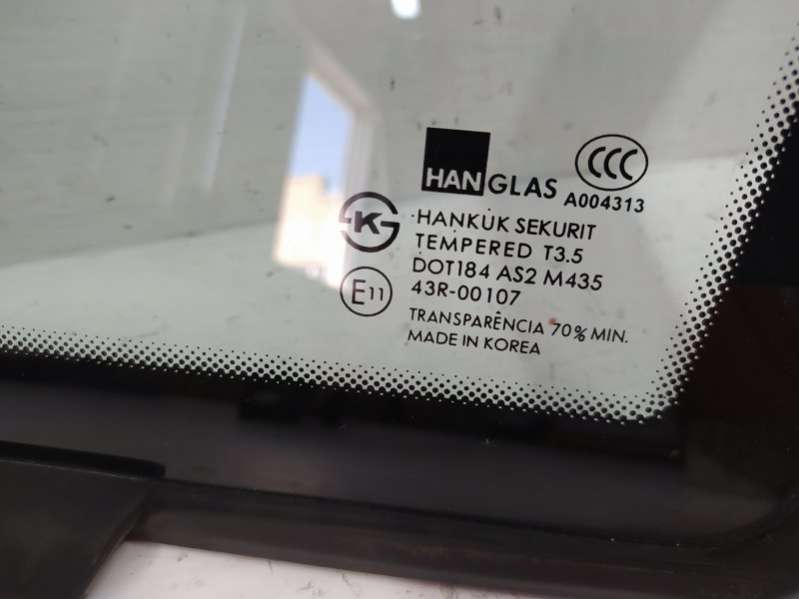 HANGLAS
CCC
A004313
K
HANKUK SEKURIT
TEMPERED T3.5
DOT184 AS2 M435
E11
43R-00107
TRANSPARÊNCIA 70% MIN.
MADE IN KOREA